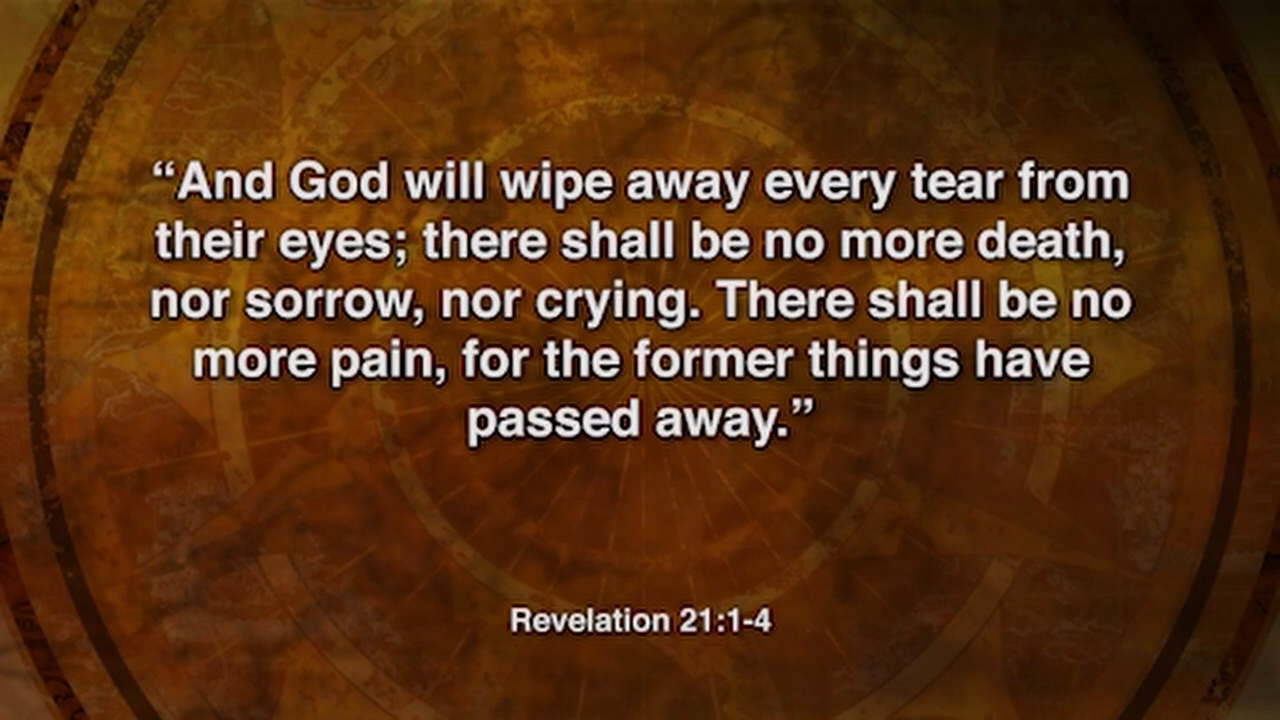 “And God will wipe away every tear from
their eyes; there shall be no more death,
nor sorrow, nor crying. There shall be no
more pain, for the former things have
passed away.”
Revelation 21:1-4